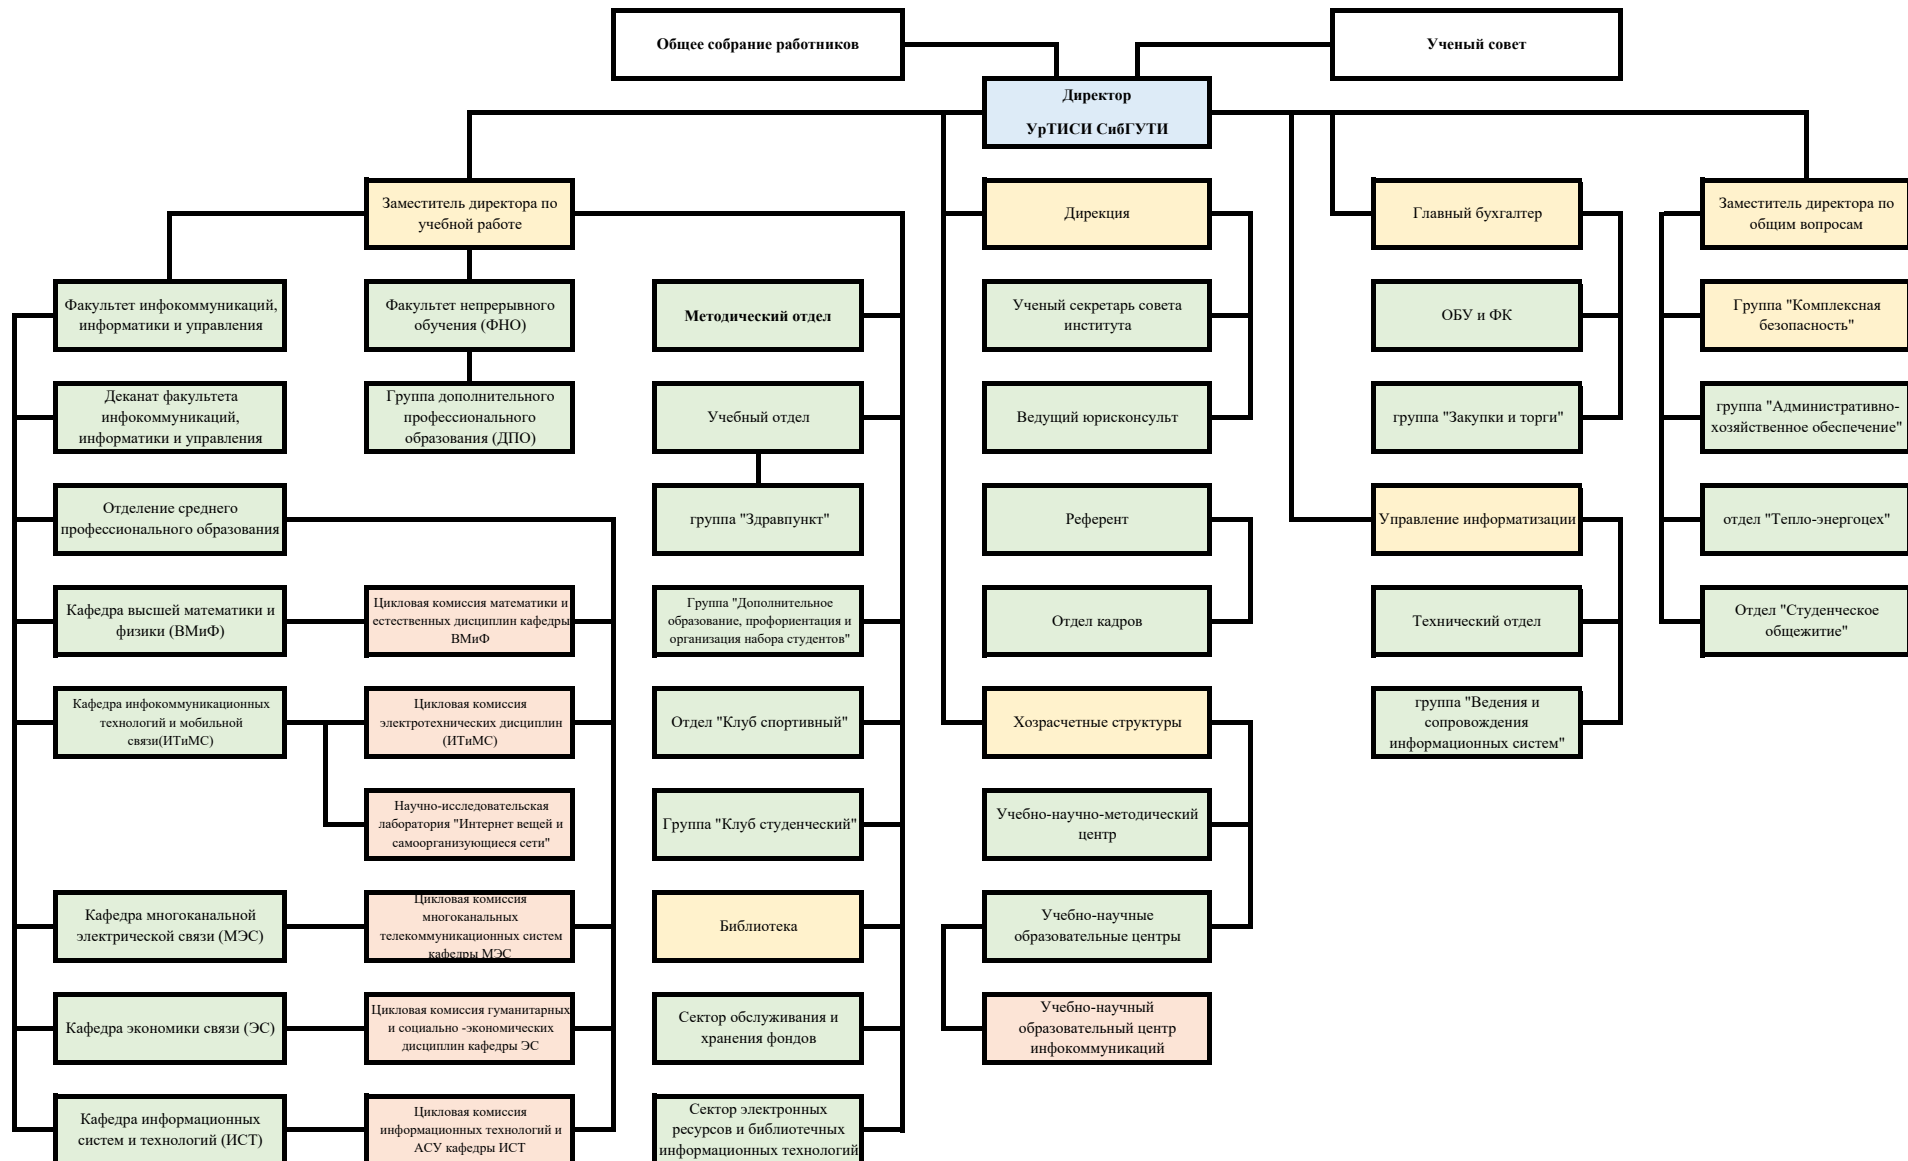 Общее собрание работников
Ученый совет
Директор
УрТИСИ СибГУТИ
Заместитель директора по
учебной работе
Дирекция
Главный бухгалтер
Заместитель директора по
общим вопросам
Факультет инфокоммуникаций,
информатики и управления
Факультет непрерывного
обучения (ФНО)
Методический отдел
Ученый секретарь совета
института
ОБУ и ФК
Группа "Комплексная
безопасность"
Деканат факультета
инфокоммуникаций,
информатики и управления
Группа дополнительного
профессионального
образования (ДПО)
Учебный отдел
Ведущий юрисконсульт
группа "Закупки и торги"
группа "Административно-
хозяйственное обеспечение"
Отделение среднего
профессионального образования
группа "Здравпункт"
Референт
Управление информатизации
отдел "Тепло-энергоцех"
Кафедра высшей математики и
физики (ВМиФ)
Цикловая комиссия математики и
естественных дисциплин кафедры
ВМиФ
Группа "Дополнительное
образование, профориентация и
организация набора студентов"
Отдел кадров
Технический отдел
Отдел "Студенческое
общежитие"
Кафедра инфокоммуникационных
технологий и мобильной
связи(ИТиМС)
Цикловая комиссия
электротехнических дисциплин
(ИТиМС)
Отдел "Клуб спортивный"
Хозрасчетные структуры
группа "Ведения и
сопровождения
информационных систем"
Научно-исследовательская
лаборатория "Интернет вещей и
самоорганизующиеся сети"
Группа "Клуб студенческий"
Учебно-научно-методический
центр
Кафедра многоканальной
электрической связи (МЭС)
Цикловая комиссия
многоканальных
телекоммуникационных систем
кафедры МЭС
Библиотека
Учебно-научные
образовательные центры
Кафедра экономики связи (ЭС)
Цикловая комиссия гуманитарных
и социально -экономических
дисциплин кафедры ЭС
Сектор обслуживания и
хранения фондов
Учебно-научный
образовательный центр
инфокоммуникаций
Кафедра информационных
систем и технологий (ИСТ)
Цикловая комиссия
информационных технологий и
АСУ кафедры ИСТ
Сектор электронных
ресурсов и библиотечных
информационных технологий